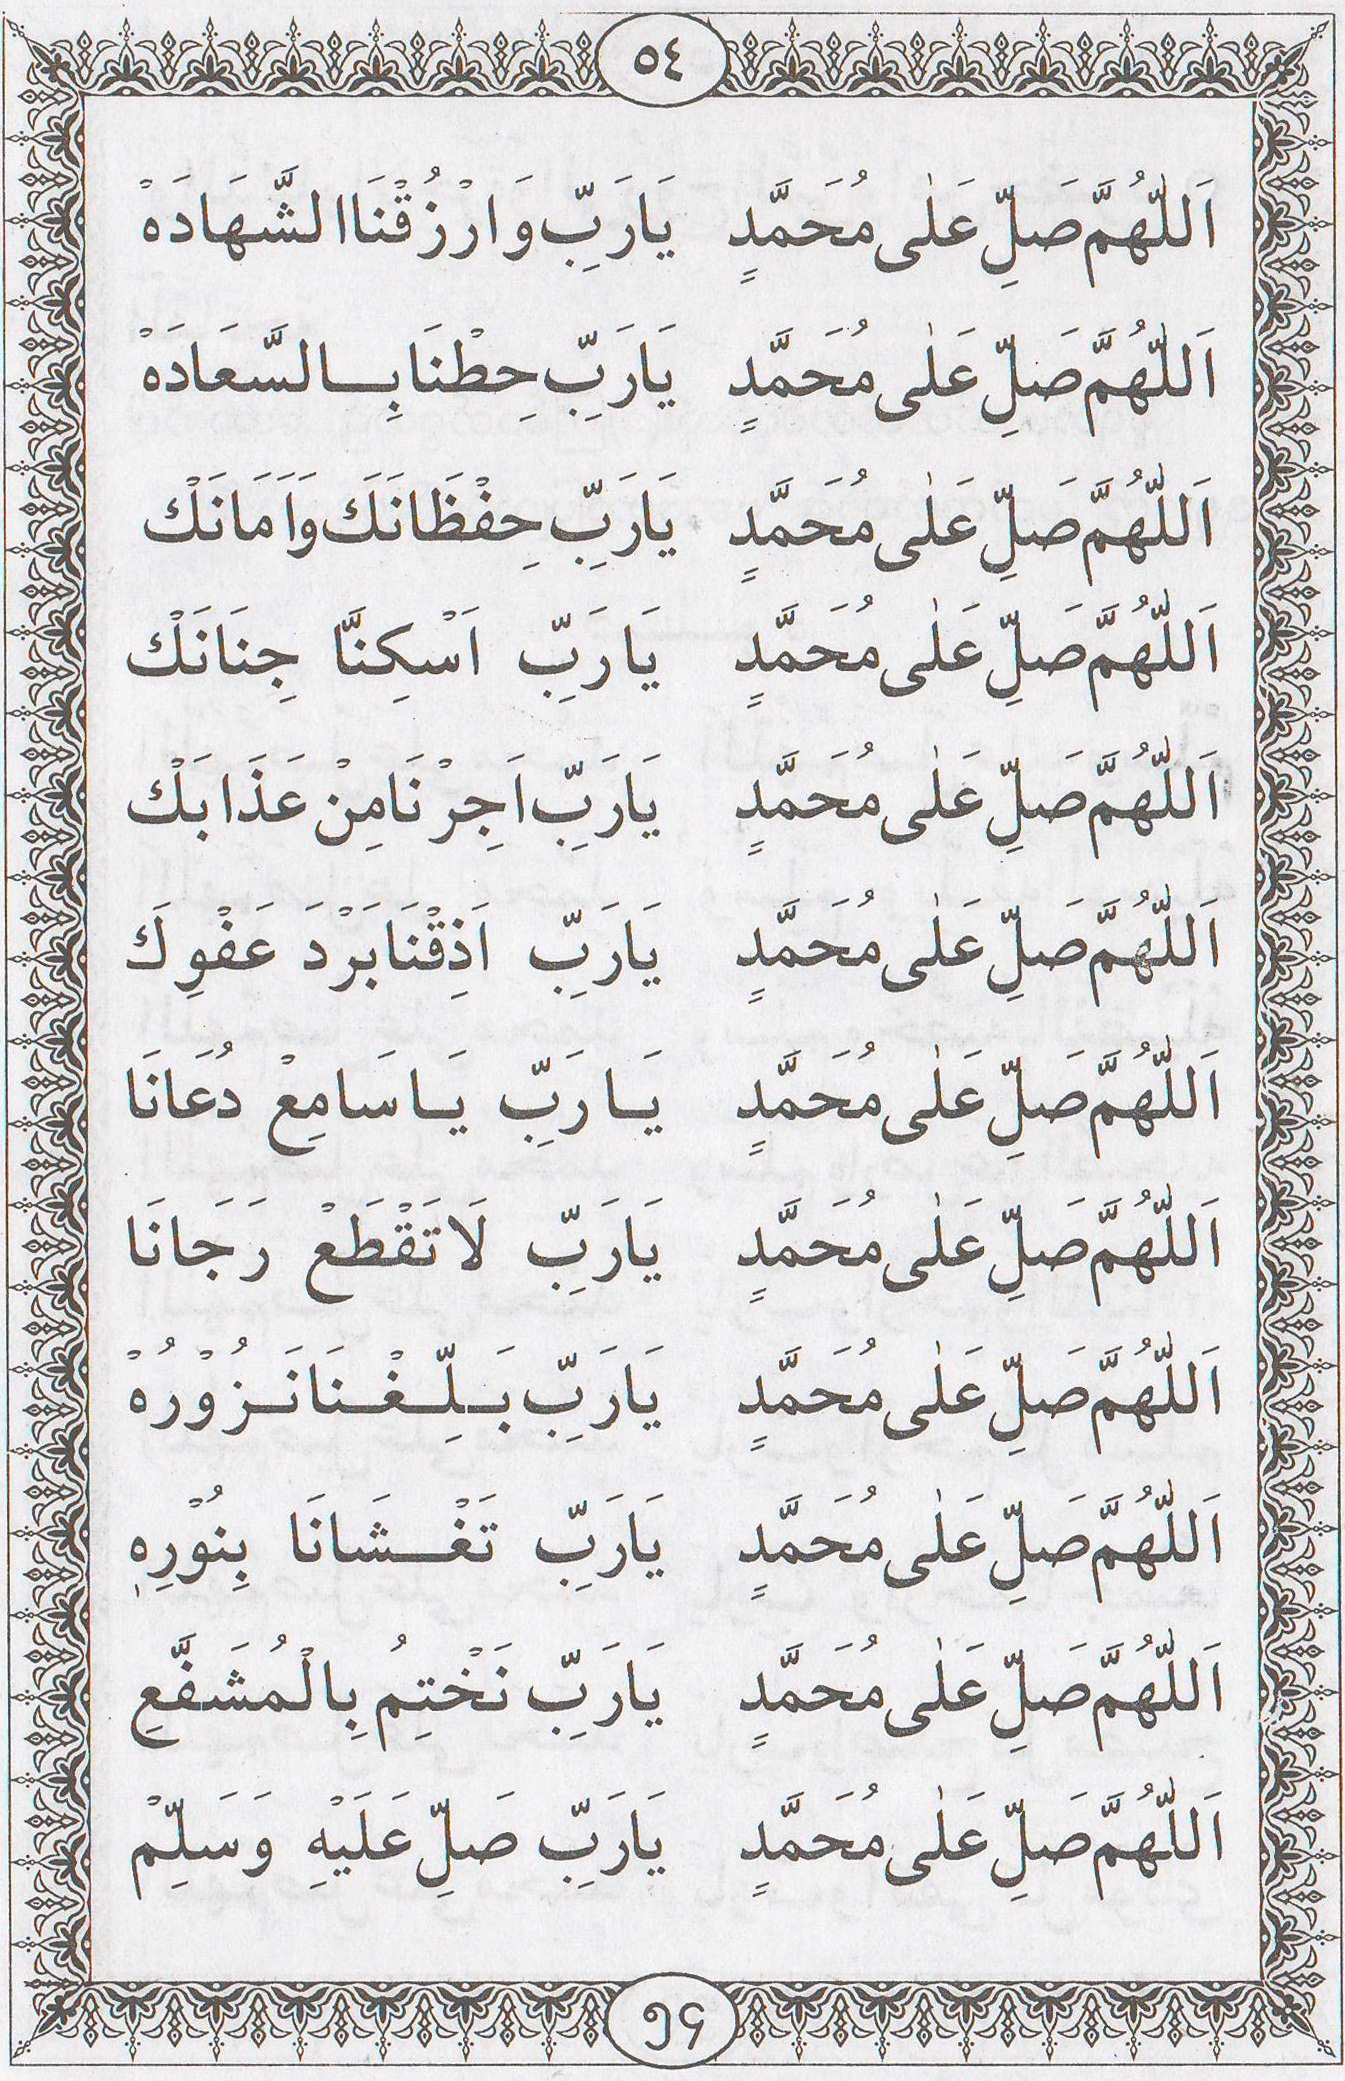 ٥٤
اَللّٰهُمَّ صَلِّ عَلٰى مُحَمَّدٍ يَارَبِّ وَارْزُقْنَا الشَّهَادَهْ
اَللّٰهُمَّ صَلِّ عَلٰى مُحَمَّدٍ يَارَبِّ حِطْنَا بِالسَّعَادَهْ
اَللّٰهُمَّ صَلِّ عَلٰى مُحَمَّدٍ يَارَبِّ حِفْظَانَكَ وَاَمَانَكْ
اَللّٰهُمَّ صَلِّ عَلٰى مُحَمَّدٍ يَارَبِّ اَسْكِنَّا جِنَانَكْ
اَللّٰهُمَّ صَلِّ عَلٰى مُحَمَّدٍ يَارَبِّ اَجِرْنَا مِنْ عَذَابَكْ
اَللّٰهُمَّ صَلِّ عَلٰى مُحَمَّدٍ يَارَبِّ اَذِقْنَا بَرْدَ عَفْوِكَ
اَللّٰهُمَّ صَلِّ عَلٰى مُحَمَّدٍ يَارَبِّ يَاسَامِعْ دُعَانَا
اَللّٰهُمَّ صَلِّ عَلٰى مُحَمَّدٍ يَارَبِّ لَاتَقْطَعْ رَجَانَا
اَللّٰهُمَّ صَلِّ عَلٰى مُحَمَّدٍ يَارَبِّ بَلِّغْنَا نَزُوْرُهْ
اَللّٰهُمَّ صَلِّ عَلٰى مُحَمَّدٍ يَارَبِّ تَغْشَانَا بِنُوْرِهٖ
اَللّٰهُمَّ صَلِّ عَلٰى مُحَمَّدٍ يَارَبِّ نَخْتِمُ بِالْمُشَفَّعِ
اَللّٰهُمَّ صَلِّ عَلٰى مُحَمَّدٍ يَارَبِّ صَلِّ عَلَيْهِ وَسَلِّمْ